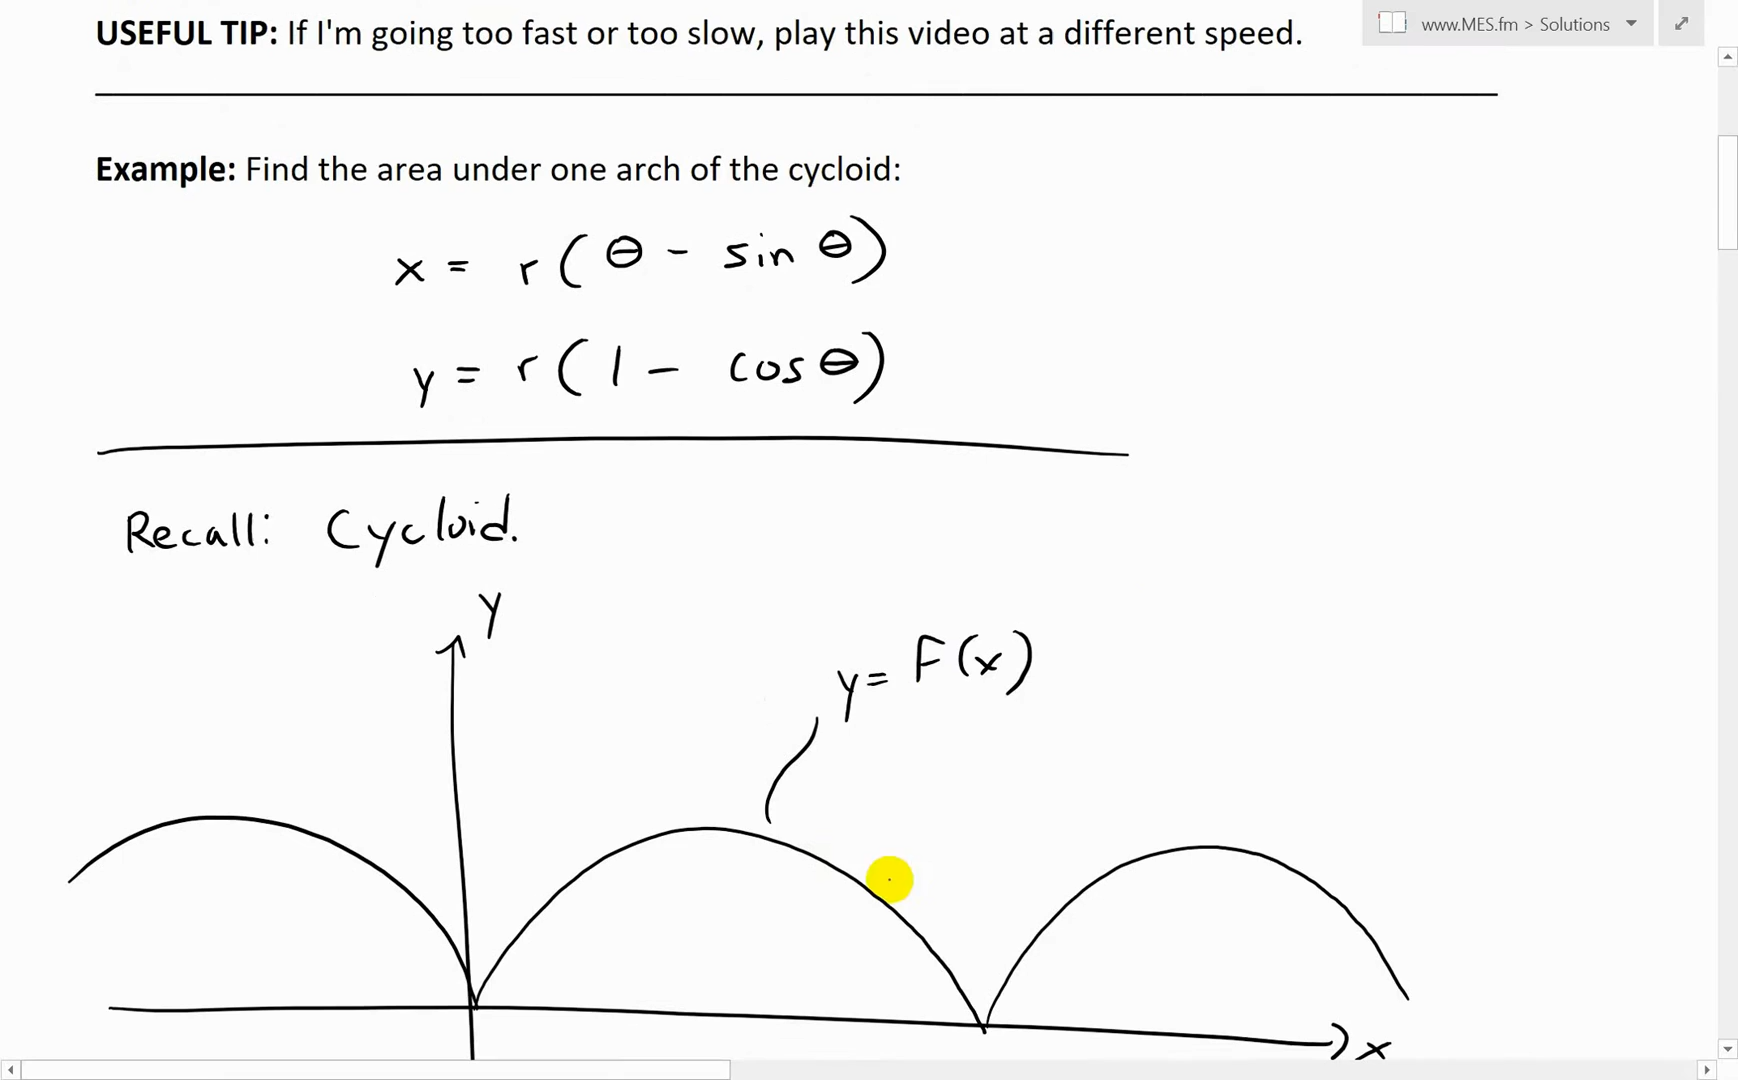 USEFUL TIP: If I'm going too fast or too slow, play this video at a different speed.
www.MES.fm > Solutions
Example: Find the area under one arch of the cycloid:
x = r(θ - sin θ)
y = r(1 - cos θ)
Recall: Cycloid.
y
y = F(x)
x